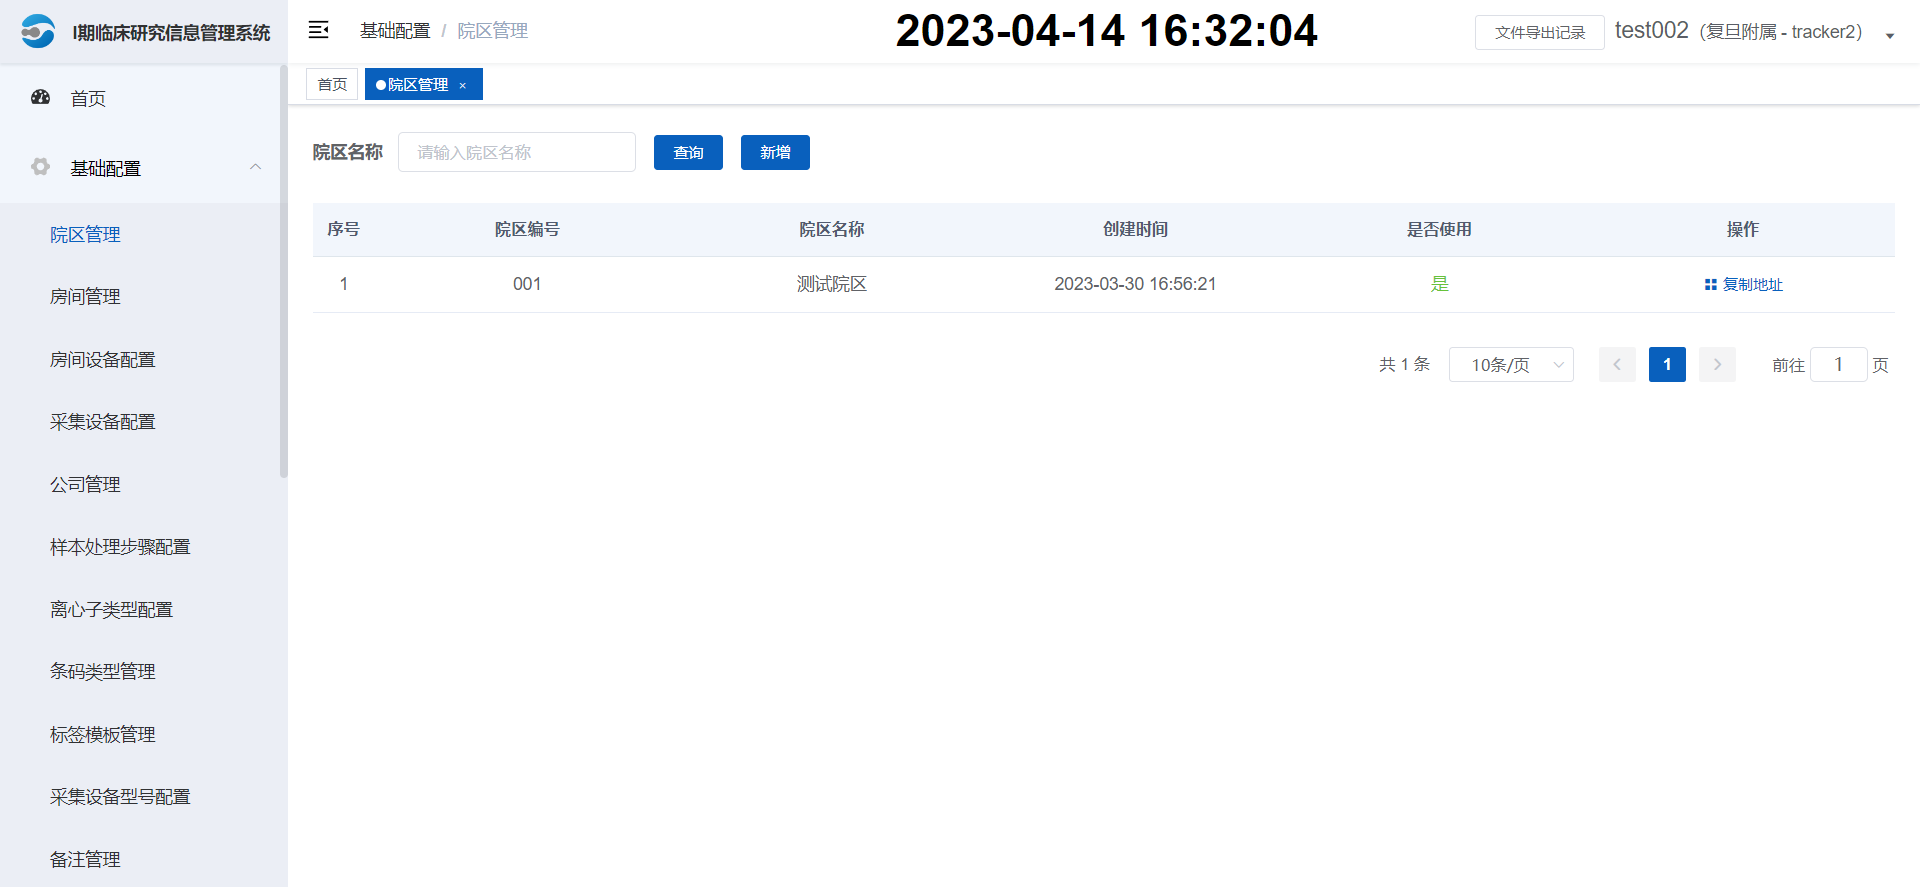 I期临床研究信息管理系统
基础配置 / 院区管理
2023-04-14 16:32:04
文件导出记录
test002（复旦附属 - tracker2）
首页
院区管理 ×
首页
基础配置
院区管理
房间管理
房间设备配置
采集设备配置
公司管理
样本处理步骤配置
离心子类型配置
条码类型管理
标签模板管理
采集设备型号配置
备注管理
院区名称 请输入院区名称 查询 新增
序号 院区编号 院区名称 创建时间 是否使用 操作
1 001 测试院区 2023-03-30 16:56:21 是 复制地址
共 1 条 10条/页 1 前往 1 页